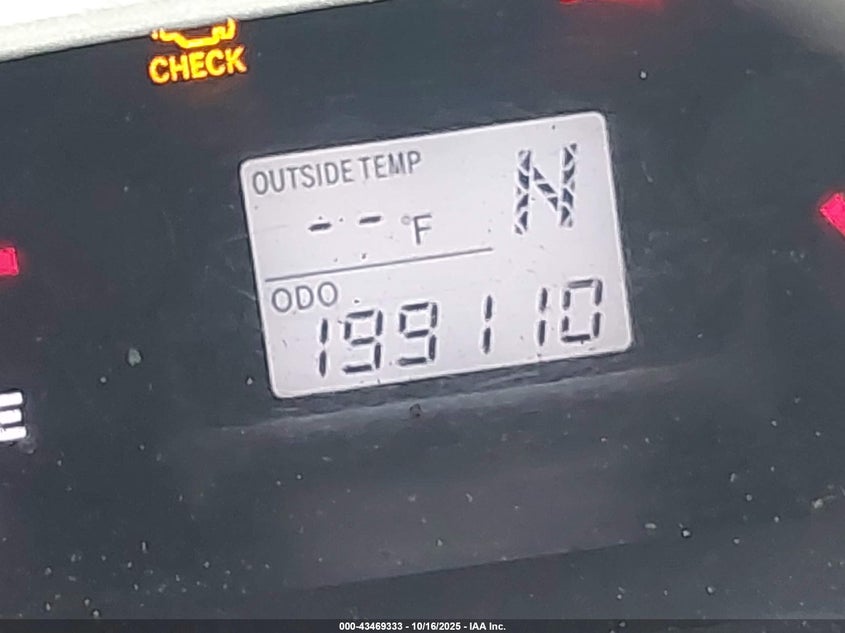 CHECK
OUTSIDE TEMP
N
-- °F
ODO
199110
E
000-43469333 - 10/16/2025 - IAA Inc.